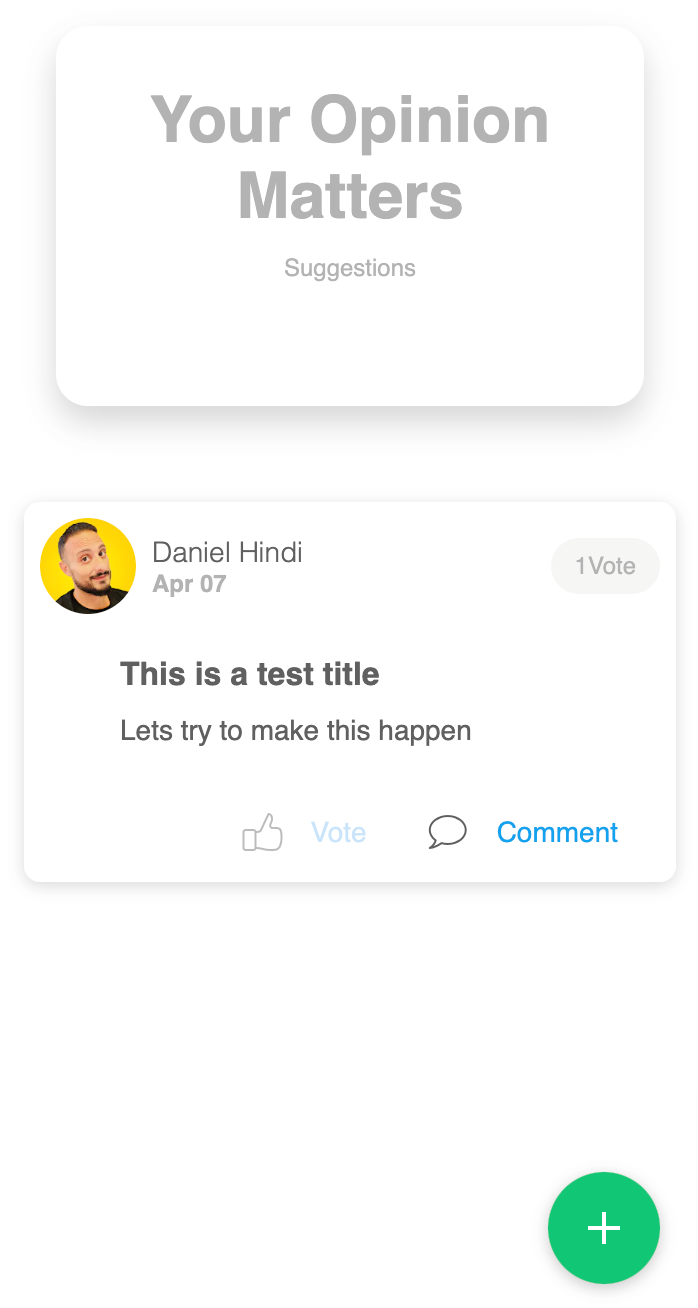 Your Opinion
Matters
Suggestions
Daniel Hindi
Apr 07
1Vote
This is a test title
Lets try to make this happen
Vote
Comment